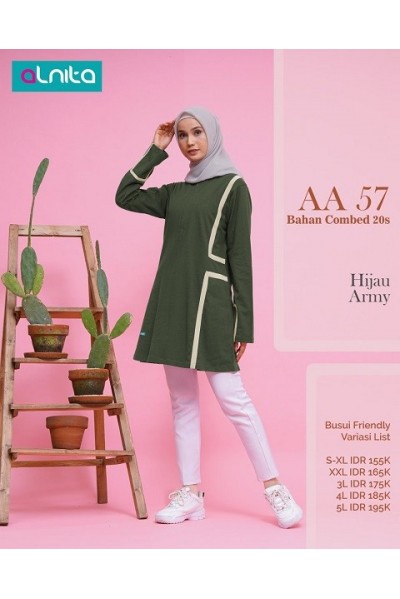 alnita
AA 57
Bahan Combed 20s
Hijau
Army
Busui Friendly
Variasi List
S-XL IDR 155K
XXL IDR 165K
3L IDR 175K
4L IDR 185K
5L IDR 195K